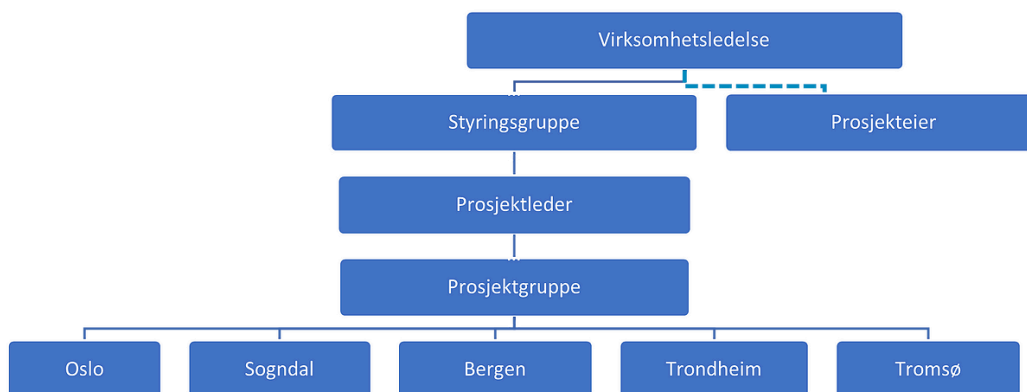 Virksomhetsledelse
Styringsgruppe
Prosjekteier
Prosjektleder
Prosjektgruppe
Oslo
Sogndal
Bergen
Trondheim
Tromsø